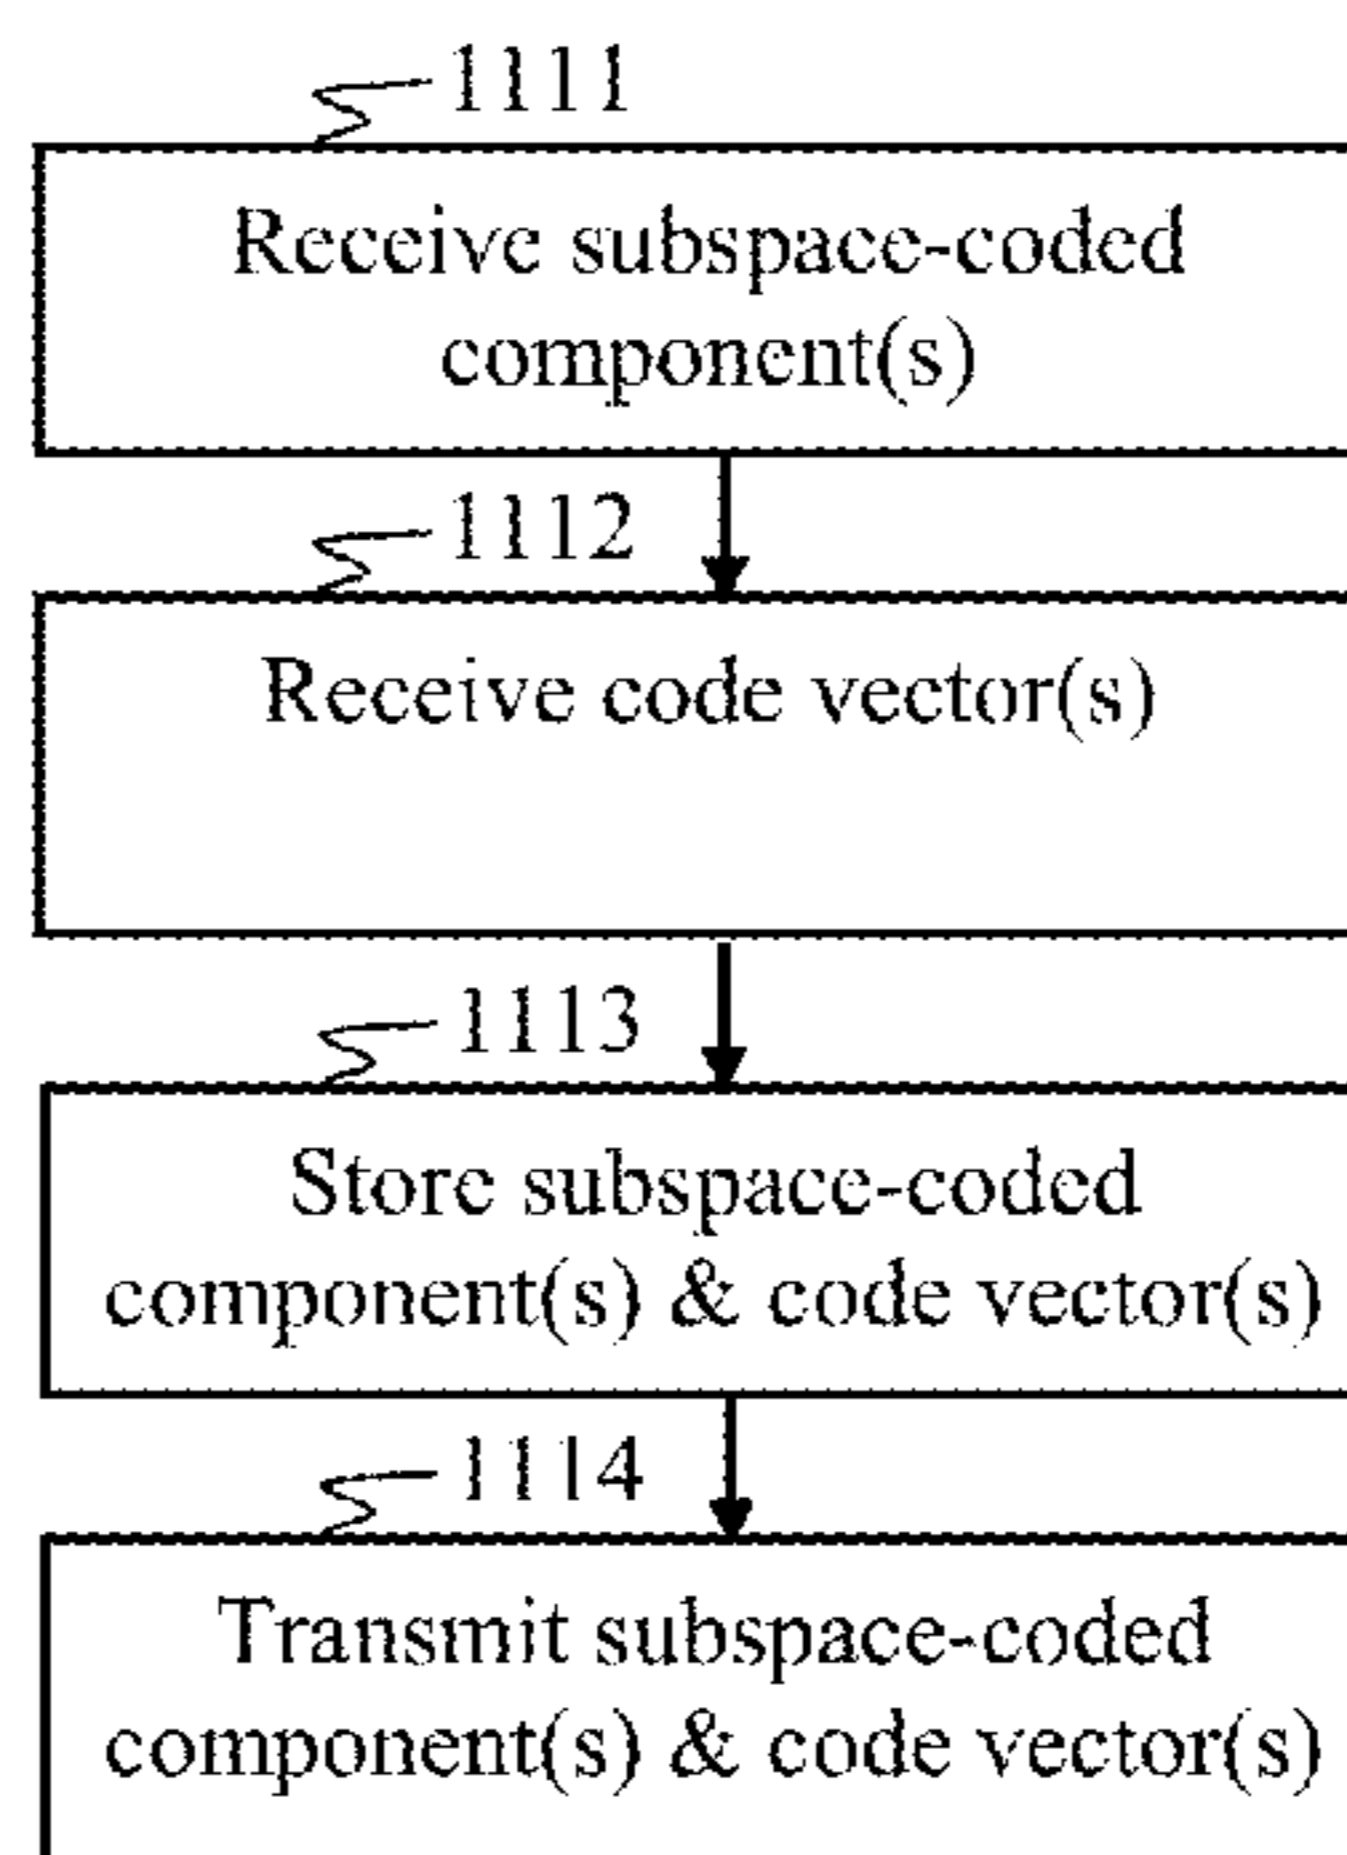 1111
Receive subspace-coded
component(s)
1112
Receive code vector(s)
1113
Store subspace-coded
component(s) & code vector(s)
1114
Transmit subspace-coded
component(s) & code vector(s)